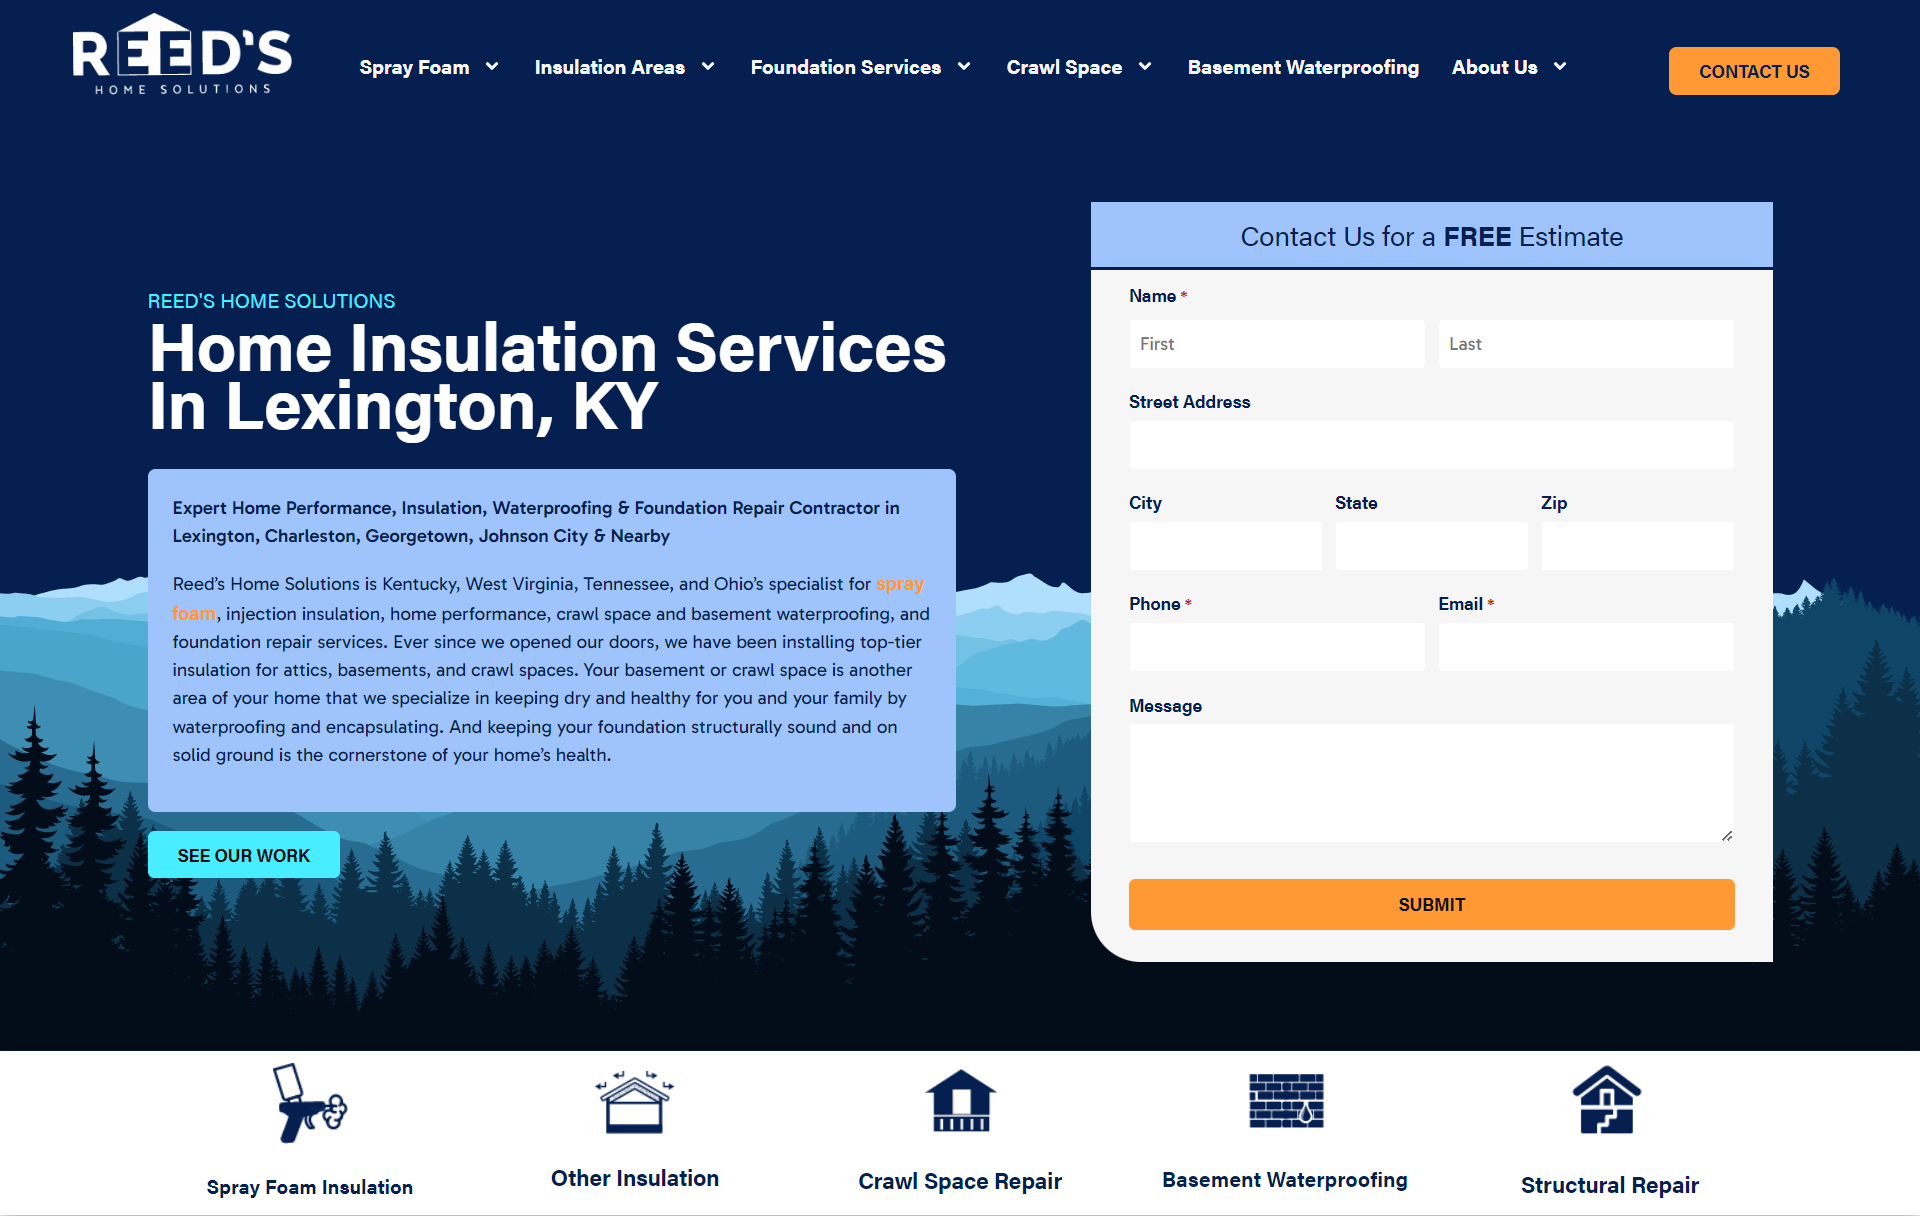 REED'S
HOME SOLUTIONS
Spray Foam
Insulation Areas
Foundation Services
Crawl Space
Basement Waterproofing
About Us
CONTACT US
REED'S HOME SOLUTIONS
Home Insulation Services
In Lexington, KY
Expert Home Performance, Insulation, Waterproofing & Foundation Repair Contractor in
Lexington, Charleston, Georgetown, Johnson City & Nearby
Reed’s Home Solutions is Kentucky, West Virginia, Tennessee, and Ohio’s specialist for spray
foam, injection insulation, home performance, crawl space and basement waterproofing, and
foundation repair services. Ever since we opened our doors, we have been installing top-tier
insulation for attics, basements, and crawl spaces. Your basement or crawl space is another
area of your home that we specialize in keeping dry and healthy for you and your family by
waterproofing and encapsulating. And keeping your foundation structurally sound and on
solid ground is the cornerstone of your home’s health.
SEE OUR WORK
Contact Us for a FREE Estimate
Name *
First
Last
Street Address
City
State
Zip
Phone *
Email *
Message
SUBMIT
Spray Foam Insulation
Other Insulation
Crawl Space Repair
Basement Waterproofing
Structural Repair